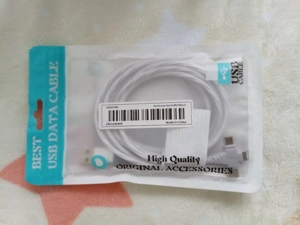 BEST
USB DATA CABLE
USB
CABLE
High Quality
ORIGINAL ACCESSORIES